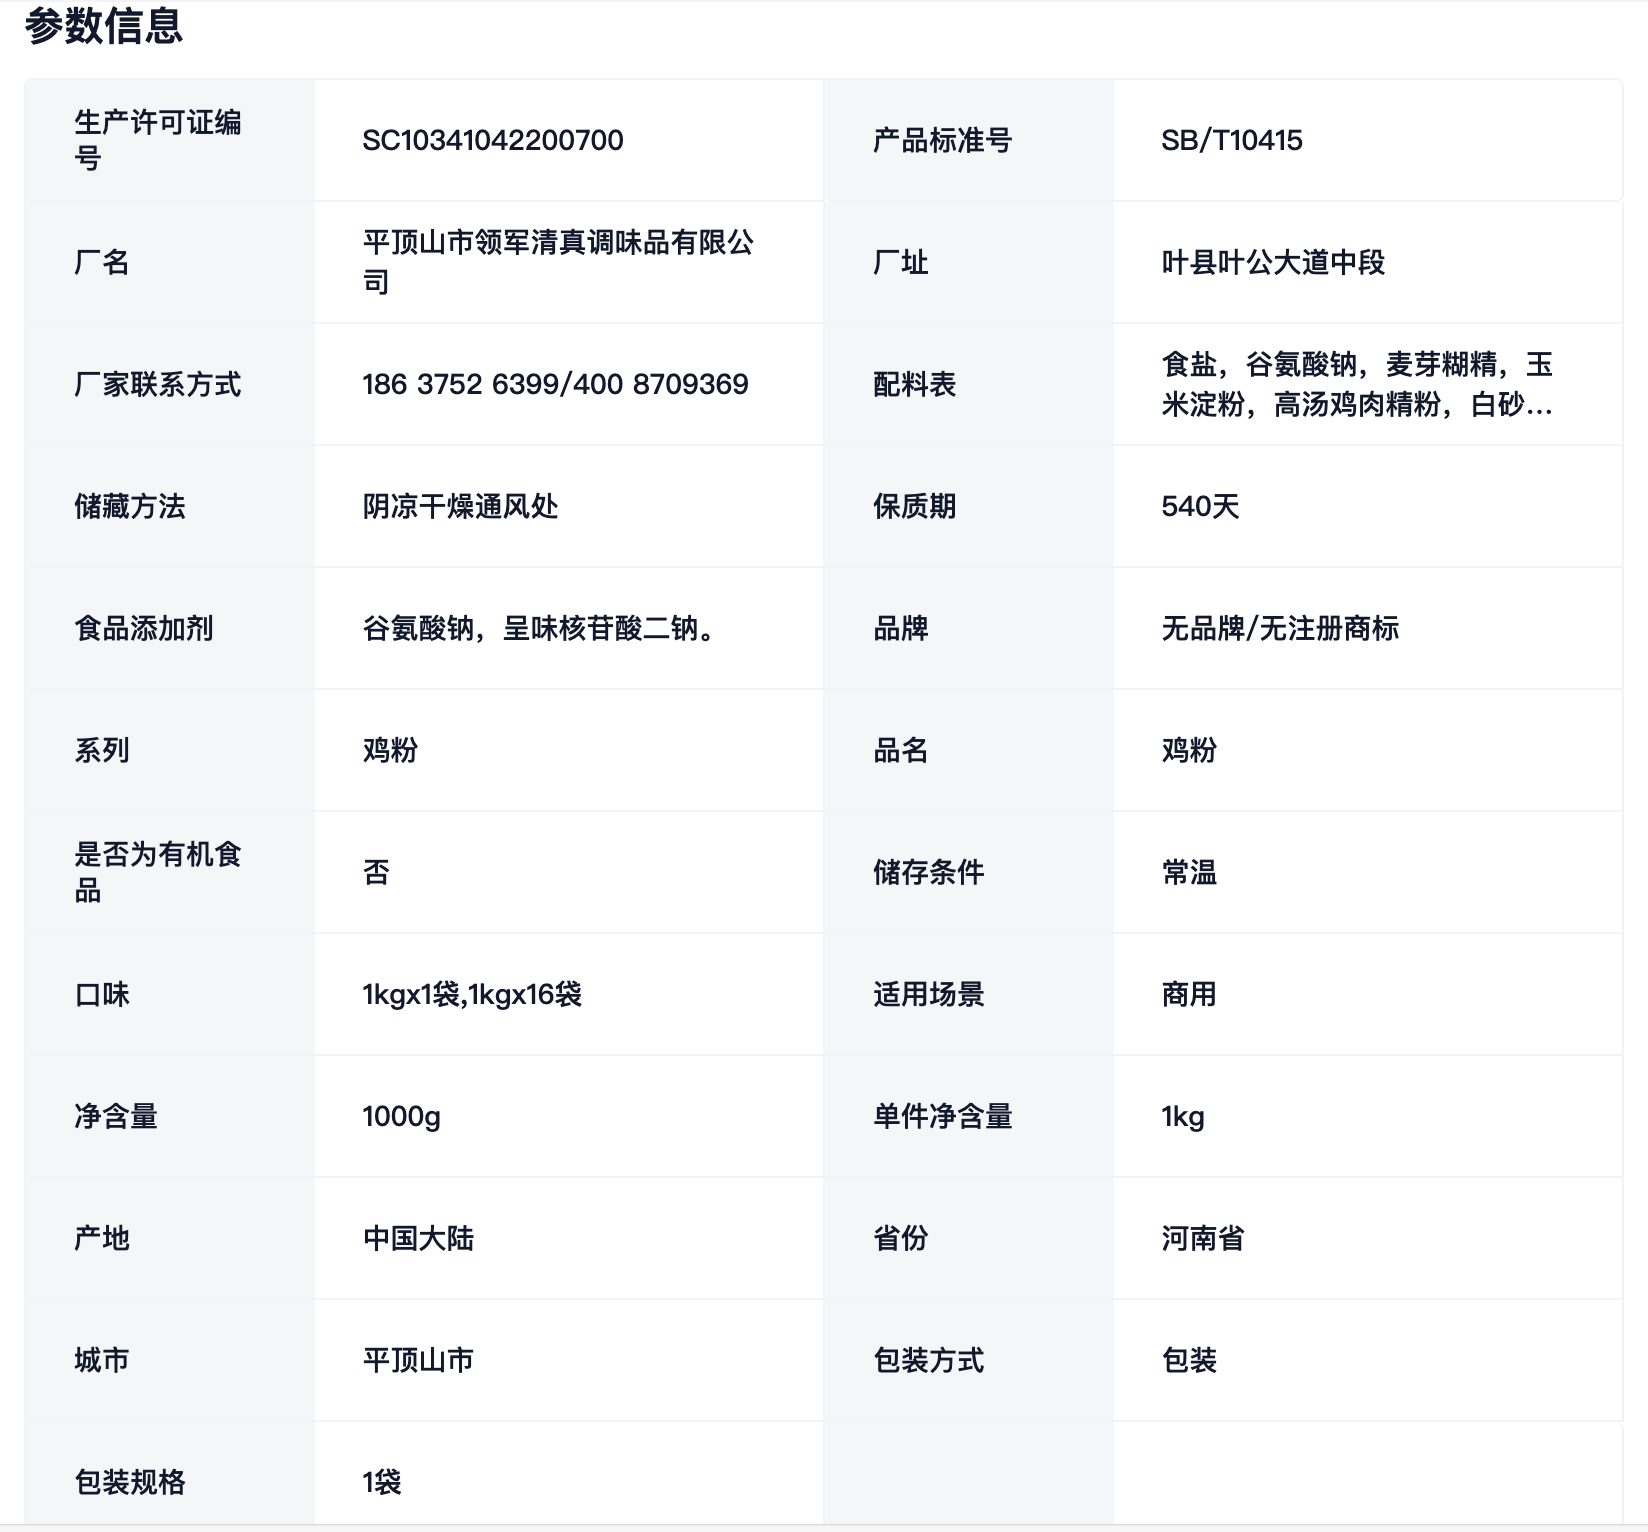 参数信息
生产许可证编
号
SC10341042200700
产品标准号
SB/T10415
厂名
平顶山市领军清真调味品有限公
司
厂址
叶县叶公大道中段
厂家联系方式
186 3752 6399/400 8709369
配料表
食盐，谷氨酸钠，麦芽糊精，玉
米淀粉，高汤鸡肉精粉，白砂...
储藏方法
阴凉干燥通风处
保质期
540天
食品添加剂
谷氨酸钠，呈味核苷酸二钠。
品牌
无品牌/无注册商标
系列
鸡粉
品名
鸡粉
是否为有机食
品
否
储存条件
常温
口味
1kgx1袋,1kgx16袋
适用场景
商用
净含量
1000g
单件净含量
1kg
产地
中国大陆
省份
河南省
城市
平顶山市
包装方式
包装
包装规格
1袋